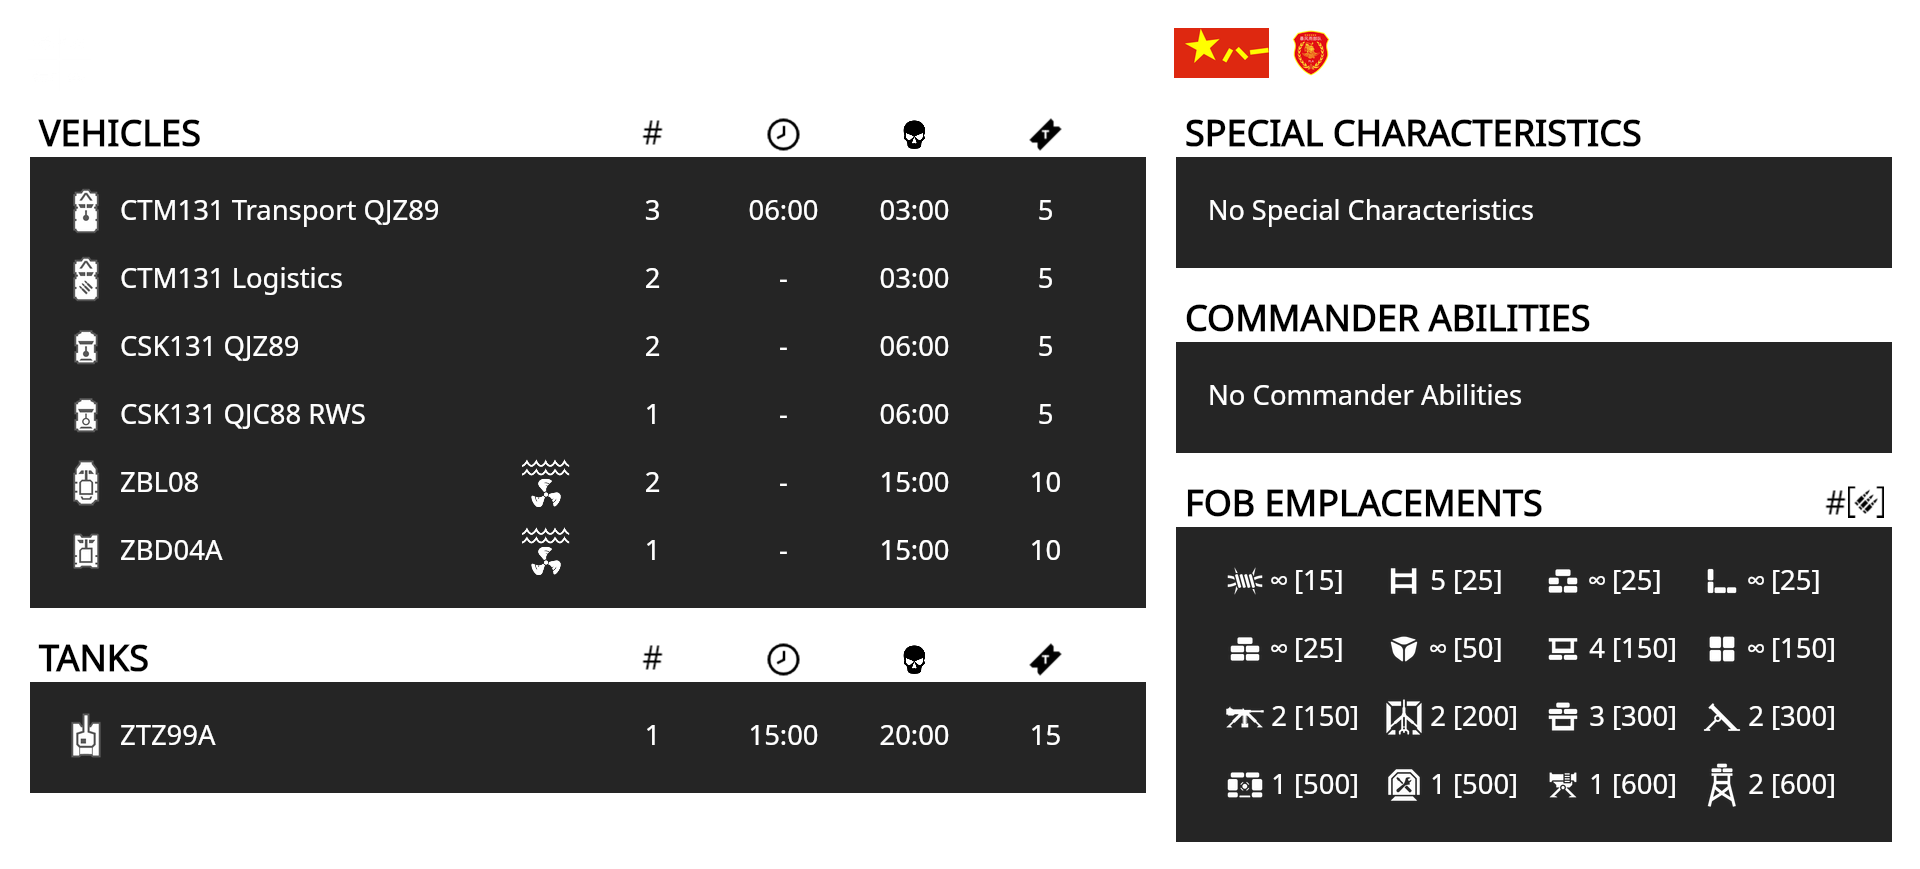 VEHICLES #
CTM131 Transport QJZ89 3 06:00 03:00 5
CTM131 Logistics 2 - 03:00 5
CSK131 QJZ89 2 - 06:00 5
CSK131 QJC88 RWS 1 - 06:00 5
ZBL08 2 - 15:00 10
ZBD04A 1 - 15:00 10
TANKS #
ZTZ99A 1 15:00 20:00 15
八一
SPECIAL CHARACTERISTICS
No Special Characteristics
COMMANDER ABILITIES
No Commander Abilities
FOB EMPLACEMENTS #[ ]
∞ [15] 5 [25] ∞ [25] ∞ [25]
∞ [25] ∞ [50] 4 [150] ∞ [150]
2 [150] 2 [200] 3 [300] 2 [300]
1 [500] 1 [500] 1 [600] 2 [600]